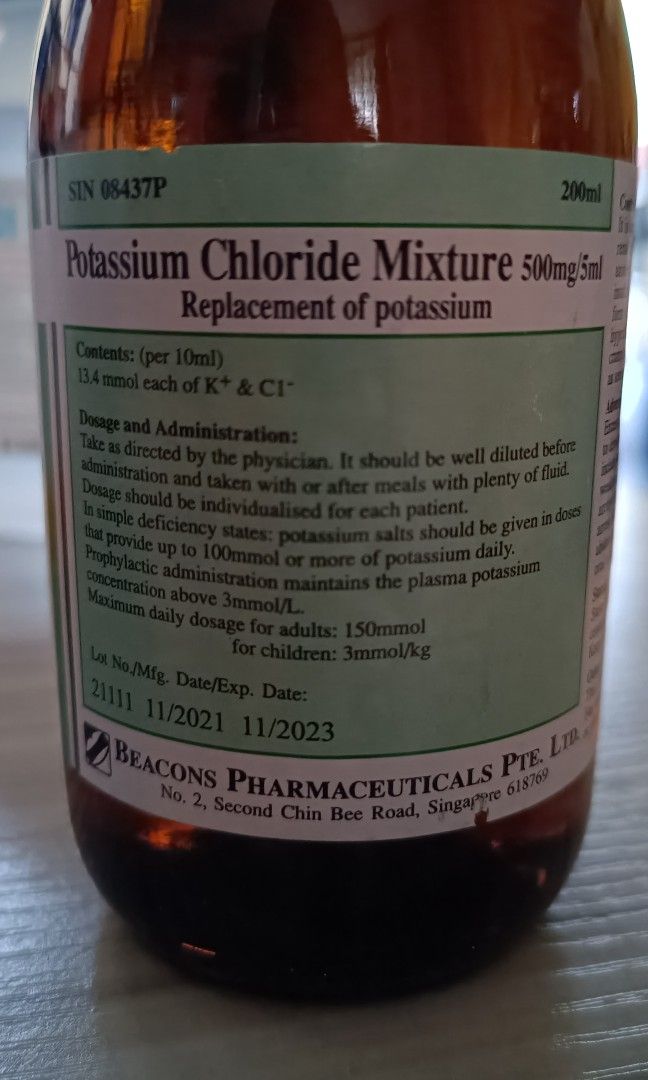 SIN 08437P
200ml
Potassium Chloride Mixture 500mg/5ml
Replacement of potassium
Contents: (per 10ml)
13.4 mmol each of K⁺ & Cl⁻
Dosage and Administration:
Take as directed by the physician. It should be well diluted before
administration and taken with or after meals with plenty of fluid.
Dosage should be individualised for each patient.
In simple deficiency states: potassium salts should be given in doses
that provide up to 100mmol or more of potassium daily.
Prophylactic administration maintains the plasma potassium
concentration above 3mmol/L.
Maximum daily dosage for adults: 150mmol
for children: 3mmol/kg
Lot No./Mfg. Date/Exp. Date:
21111 11/2021 11/2023
BEACONS PHARMACEUTICALS PTE. LTD.
No. 2, Second Chin Bee Road, Singapore 618769